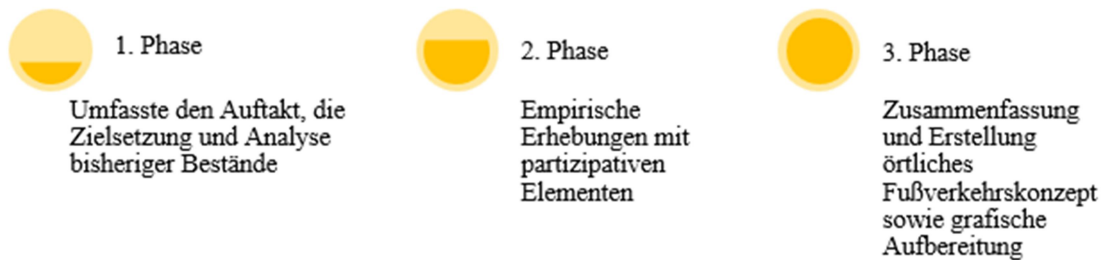 1. Phase
Umfasste den Auftakt, die
Zielsetzung und Analyse
bisheriger Bestände
2. Phase
Empirische
Erhebungen mit
partizipativen
Elementen
3. Phase
Zusammenfassung
und Erstellung
örtliches
Fußverkehrskonzept
sowie grafische
Aufbereitung